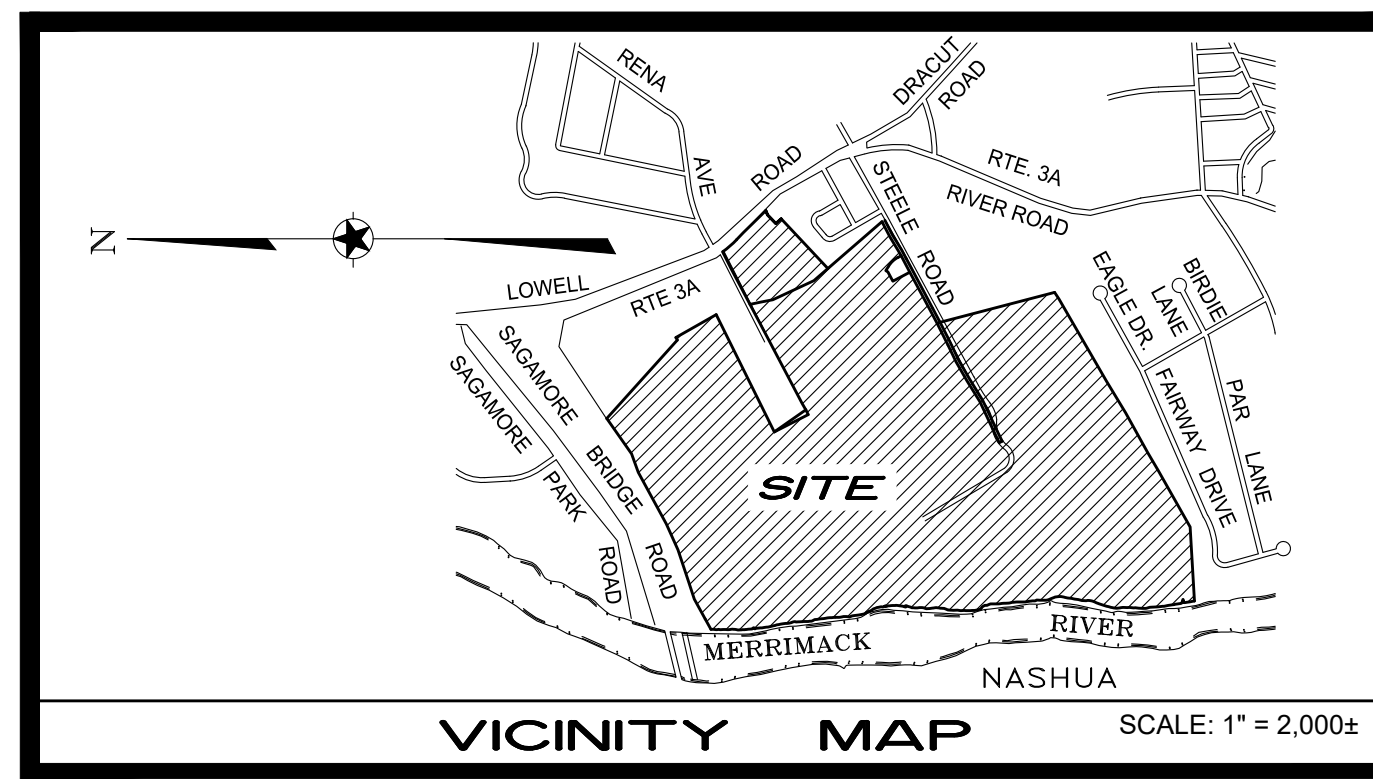 RENA
AVE
DRACUT
ROAD
ROAD
STEELE
ROAD
RTE. 3A
RIVER ROAD
N
LOWELL
RTE 3A
EAGLE DR.
BIRDIE
LANE
SAGAMORE
BRIDGE
ROAD
SAGAMORE
PARK
ROAD
FAIRWAY
DRIVE
PAR
LANE
SITE
MERRIMACK
RIVER
NASHUA
VICINITY MAP
SCALE: 1" = 2,000±